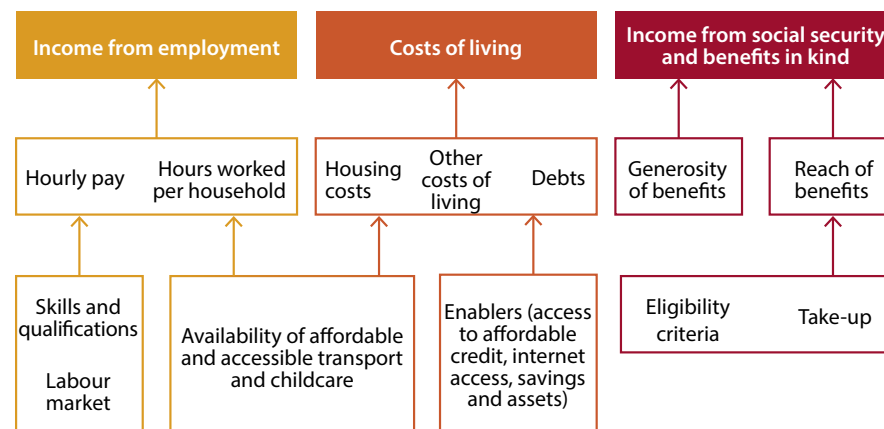 Income from employment
Costs of living
Income from social security
and benefits in kind
Hourly pay
Hours worked
per household
Housing
costs
Other
costs of
living
Debts
Generosity
of benefits
Reach of
benefits
Skills and
qualifications
Labour
market
Availability of affordable
and accessible transport
and childcare
Enablers (access
to affordable
credit, internet
access, savings
and assets)
Eligibility
criteria
Take-up